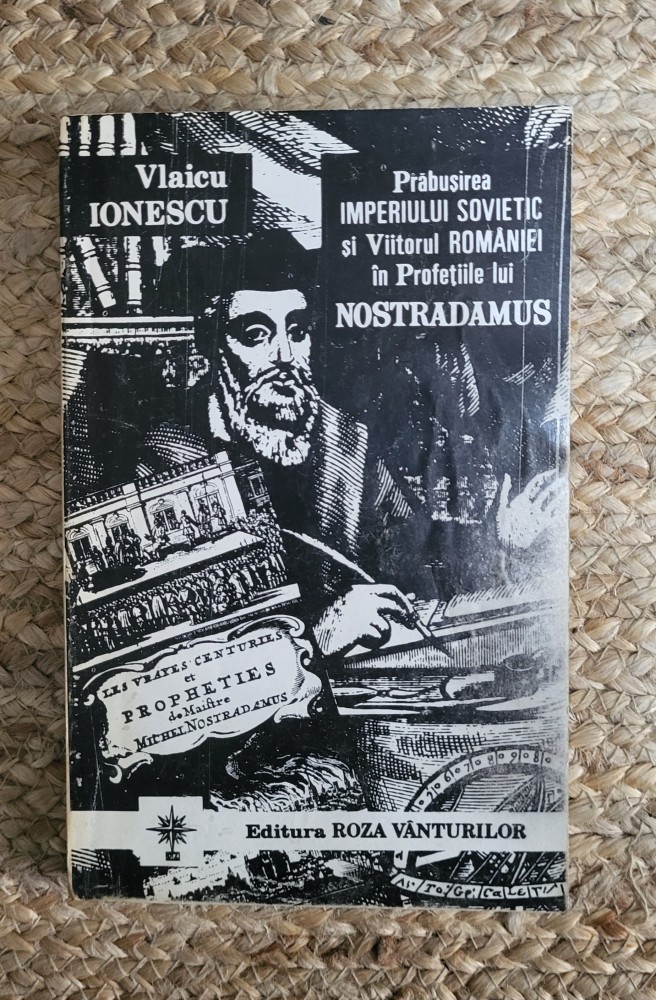 Vlaicu
IONESCU
Prăbușirea
IMPERIULUI SOVIETIC
și Viitorul ROMÂNIEI
în Profețiile lui
NOSTRADAMUS
LES VRAYES CENTURIES
et
PROPHETIES
de Maistre
MICHEL NOSTRADAMUS
Editura ROZA VÂNTURILOR